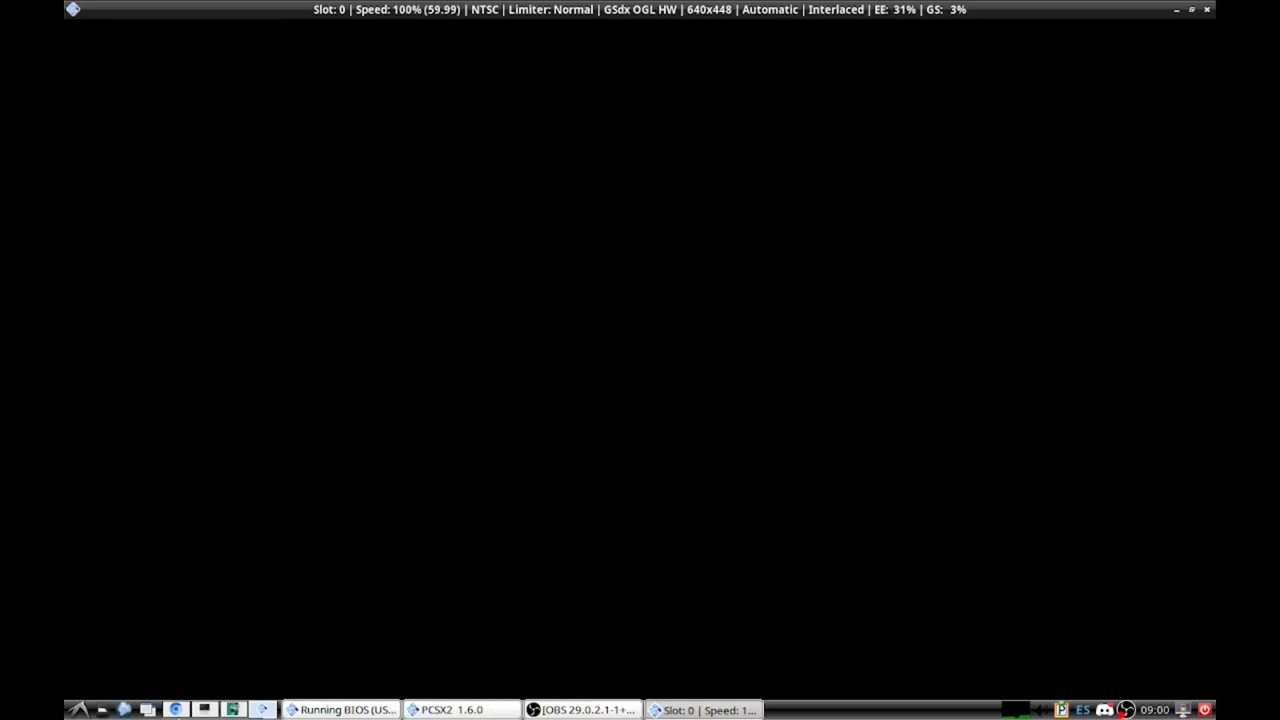 Slot: 0 | Speed: 100% (59.99) | NTSC | Limiter: Normal | GSdx OGL HW | 640x448 | Automatic | Interlaced | EE: 31% | GS: 3%
Running BIOS (US... PCSX2 1.6.0 [OBS 29.0.2.1-1+... Slot: 0 | Speed: 1... ES 09:00